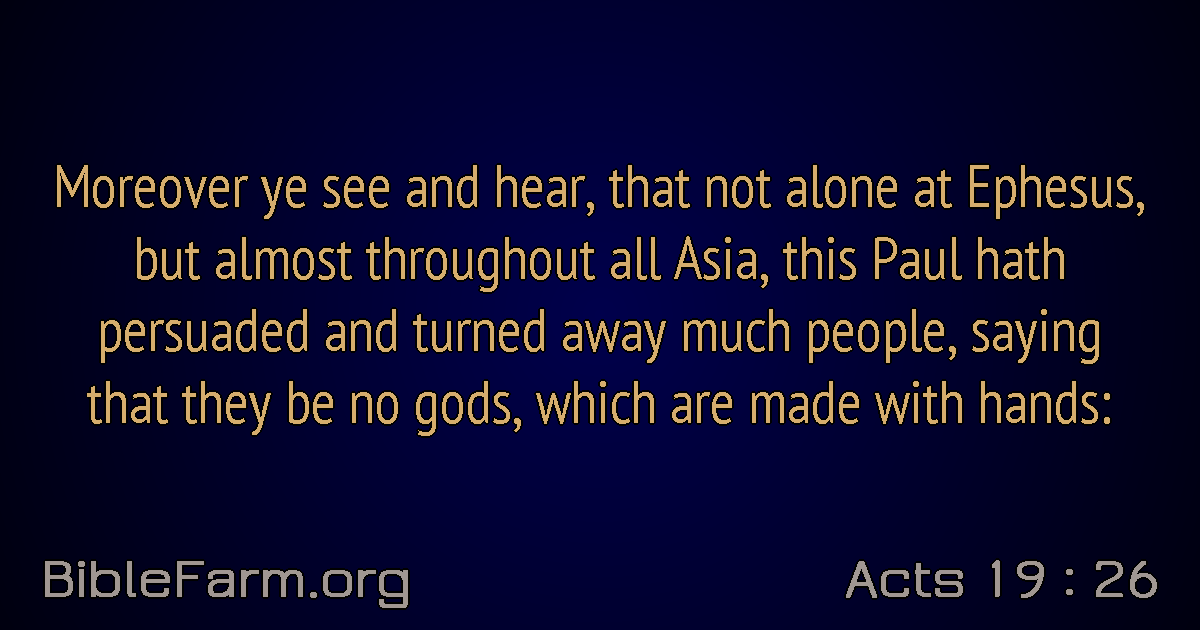 Moreover ye see and hear, that not alone at Ephesus,
but almost throughout all Asia, this Paul hath
persuaded and turned away much people, saying
that they be no gods, which are made with hands:
BibleFarm.org
Acts 19 : 26